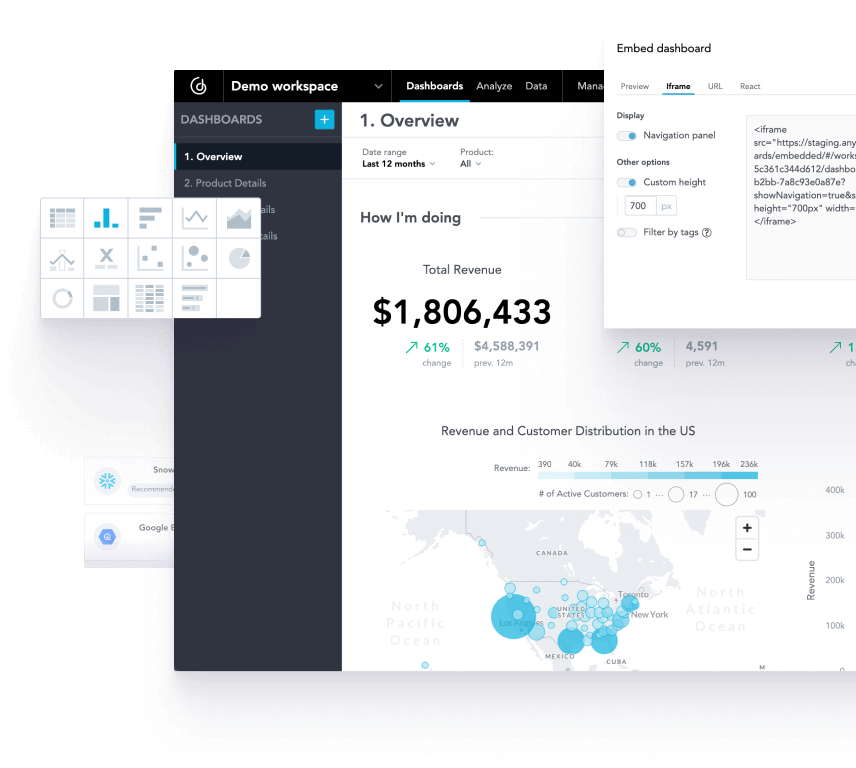 Embed dashboard
Preview Iframe URL React
Display
Navigation panel
Other options
Custom height
700 px
Filter by tags ?
<iframe
src="https://staging.any
ards/embedded/#/works
5c361c344d612/dashbo
b2bb-7a8c93e0a87e?
showNavigation=true&s
height="700px" width=
</iframe>
Demo workspace
Dashboards Analyze Data Mana
DASHBOARDS +
1. Overview
2. Product Details
ails
ails
1. Overview
Date range
Last 12 months
Product:
All
How I'm doing
Total Revenue
$1,806,433
61%
change
$4,588,391
prev. 12m
60%
change
4,591
prev. 12m
1
ch
Snow
Recommende
Google B
Revenue and Customer Distribution in the US
Revenue: 390 40k 79k 118k 157k 196k 236k
# of Active Customers: 1 ... 17 ... 100
+
−
CANADA
Toronto
UNITED
STATES
New York
Los Angeles
North
Pacific
Ocean
North
Atlantic
Ocean
MEXICO
CUBA
M
Revenue
400k
300k
200k
100k
0